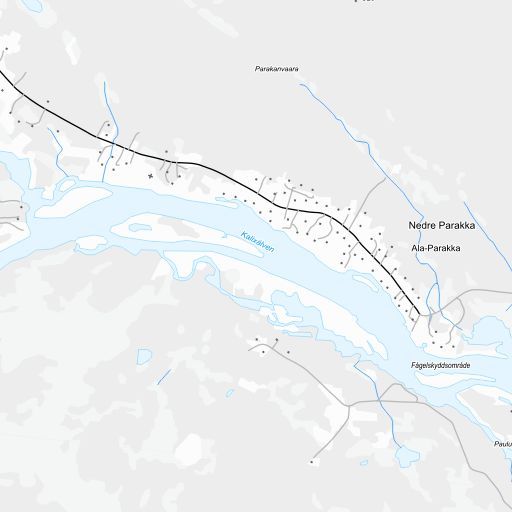 Parakanvaara
Nedre Parakka
Kalixälven
Ala-Parakka
Fågelskyddsområde